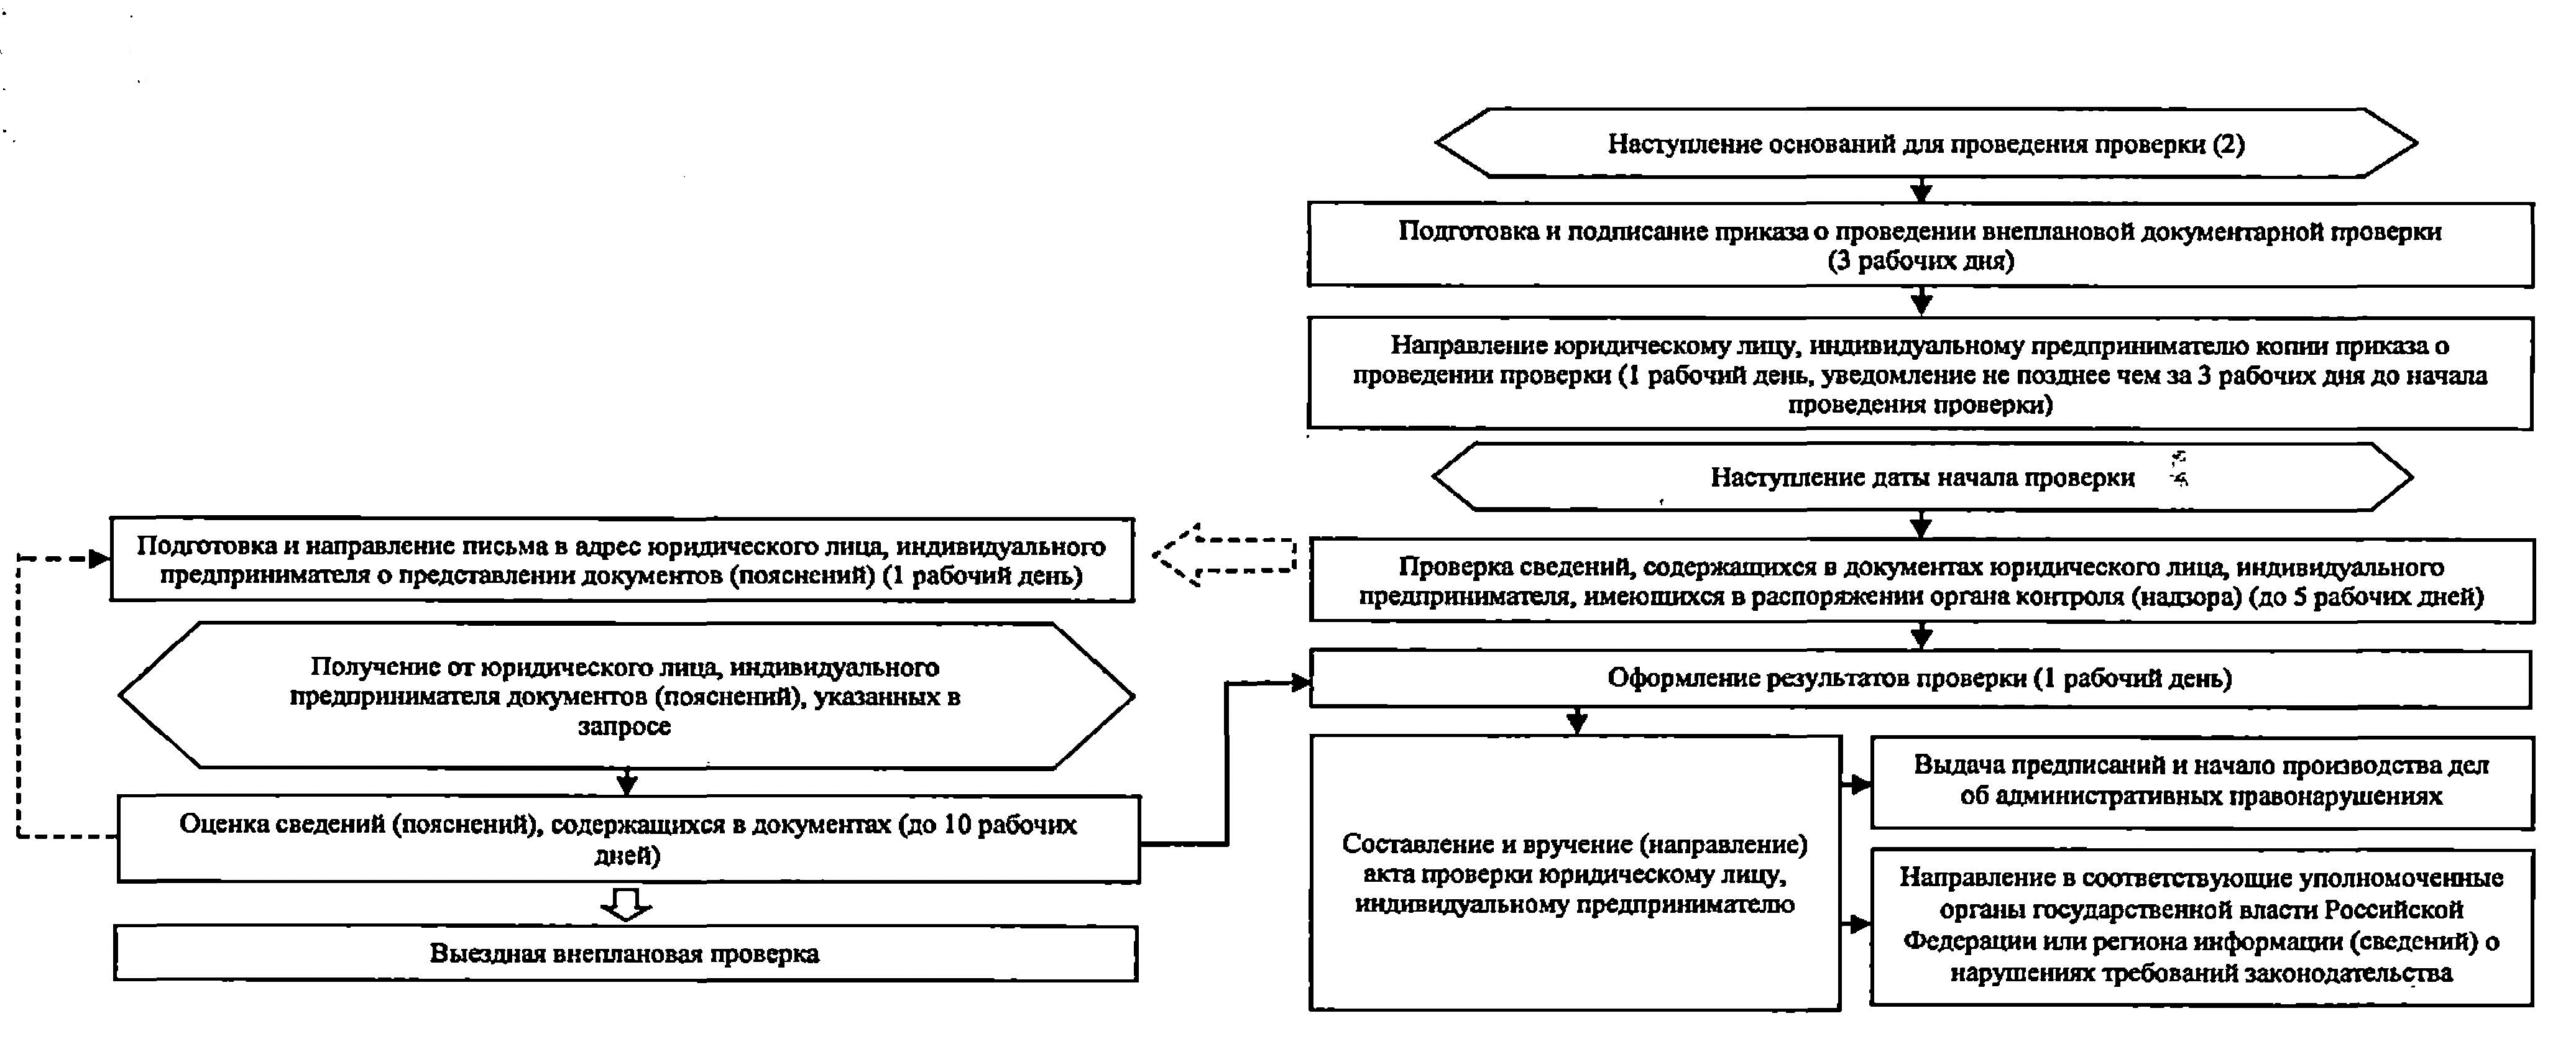 Наступление оснований для проведения проверки (2)
Подготовка и подписание приказа о проведении внеплановой документарной проверки
(3 рабочих дня)
Направление юридическому лицу, индивидуальному предпринимателю копии приказа о
проведении проверки (1 рабочий день, уведомление не позднее чем за 3 рабочих дня до начала
проведения проверки)
Наступление даты начала проверки
Проверка сведений, содержащихся в документах юридического лица, индивидуального
предпринимателя, имеющихся в распоряжении органа контроля (надзора) (до 5 рабочих дней)
Подготовка и направление письма в адрес юридического лица, индивидуального
предпринимателя о представлении документов (пояснений) (1 рабочий день)
Получение от юридического лица, индивидуального
предпринимателя документов (пояснений), указанных в
запросе
Оценка сведений (пояснений), содержащихся в документах (до 10 рабочих
дней)
Выездная внеплановая проверка
Оформление результатов проверки (1 рабочий день)
Составление и вручение (направление)
акта проверки юридическому лицу,
индивидуальному предпринимателю
Выдача предписаний и начало производства дел
об административных правонарушениях
Направление в соответствующие уполномоченные
органы государственной власти Российской
Федерации или региона информации (сведений) о
нарушениях требований законодательства